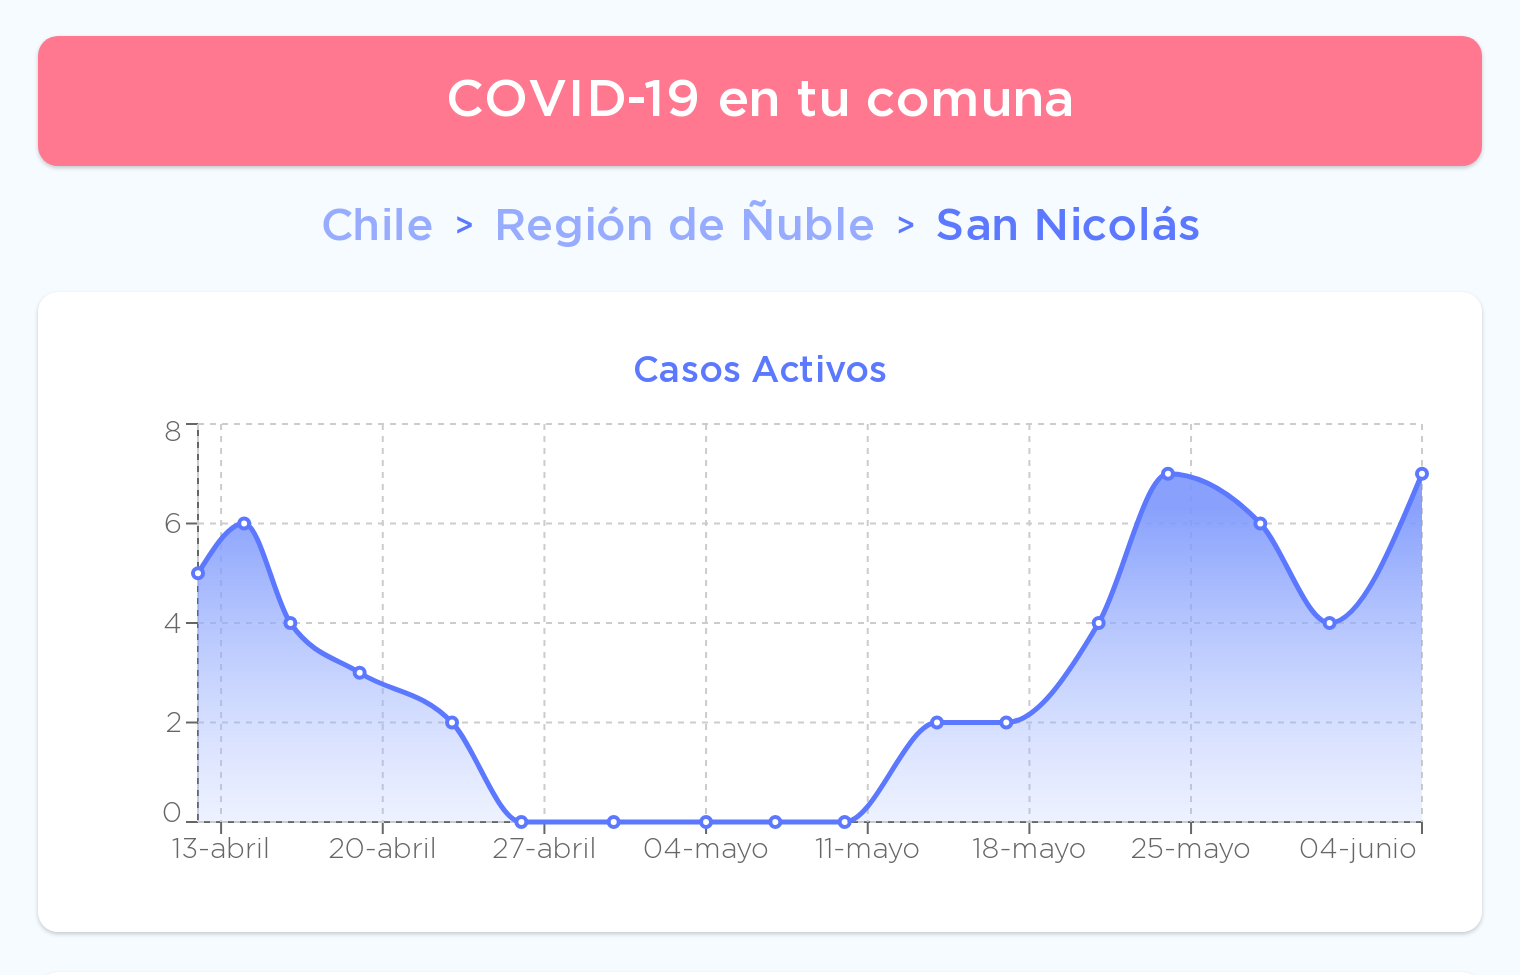 COVID-19 en tu comuna
Chile > Región de Ñuble > San Nicolás
Casos Activos
8
6
4
2
0
13-abril 20-abril 27-abril 04-mayo 11-mayo 18-mayo 25-mayo 04-junio